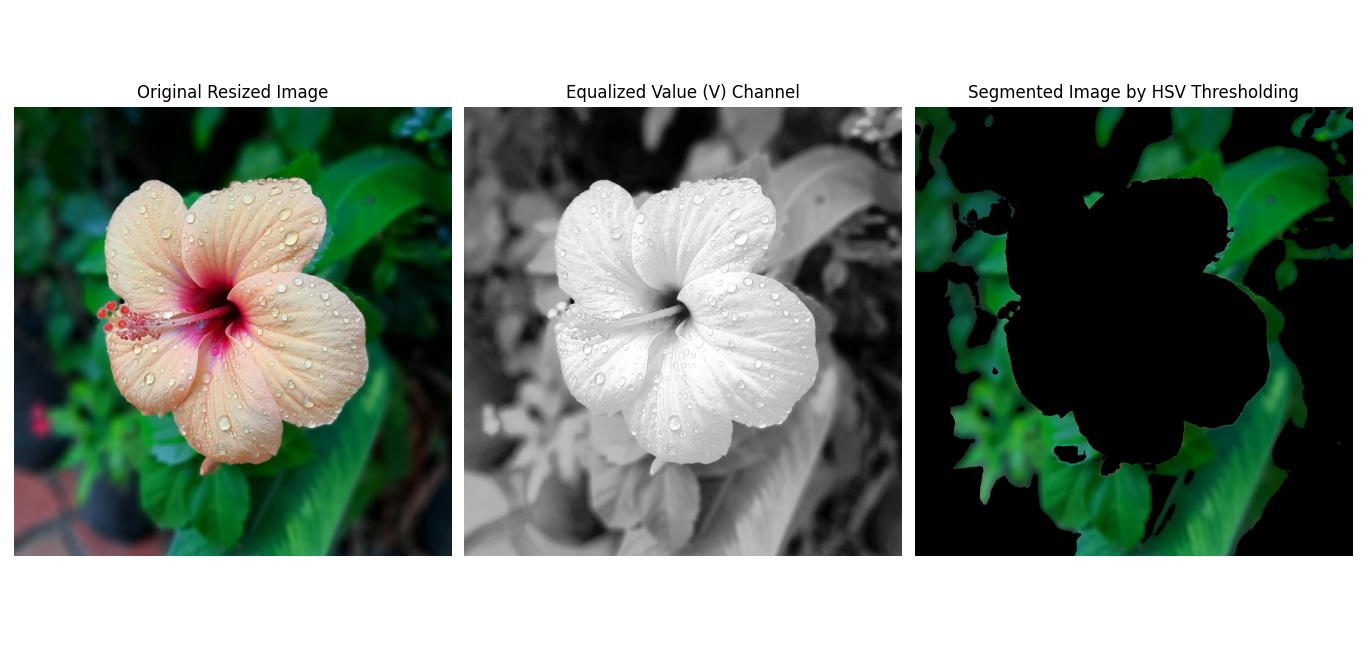 Original Resized Image
Equalized Value (V) Channel
Segmented Image by HSV Thresholding